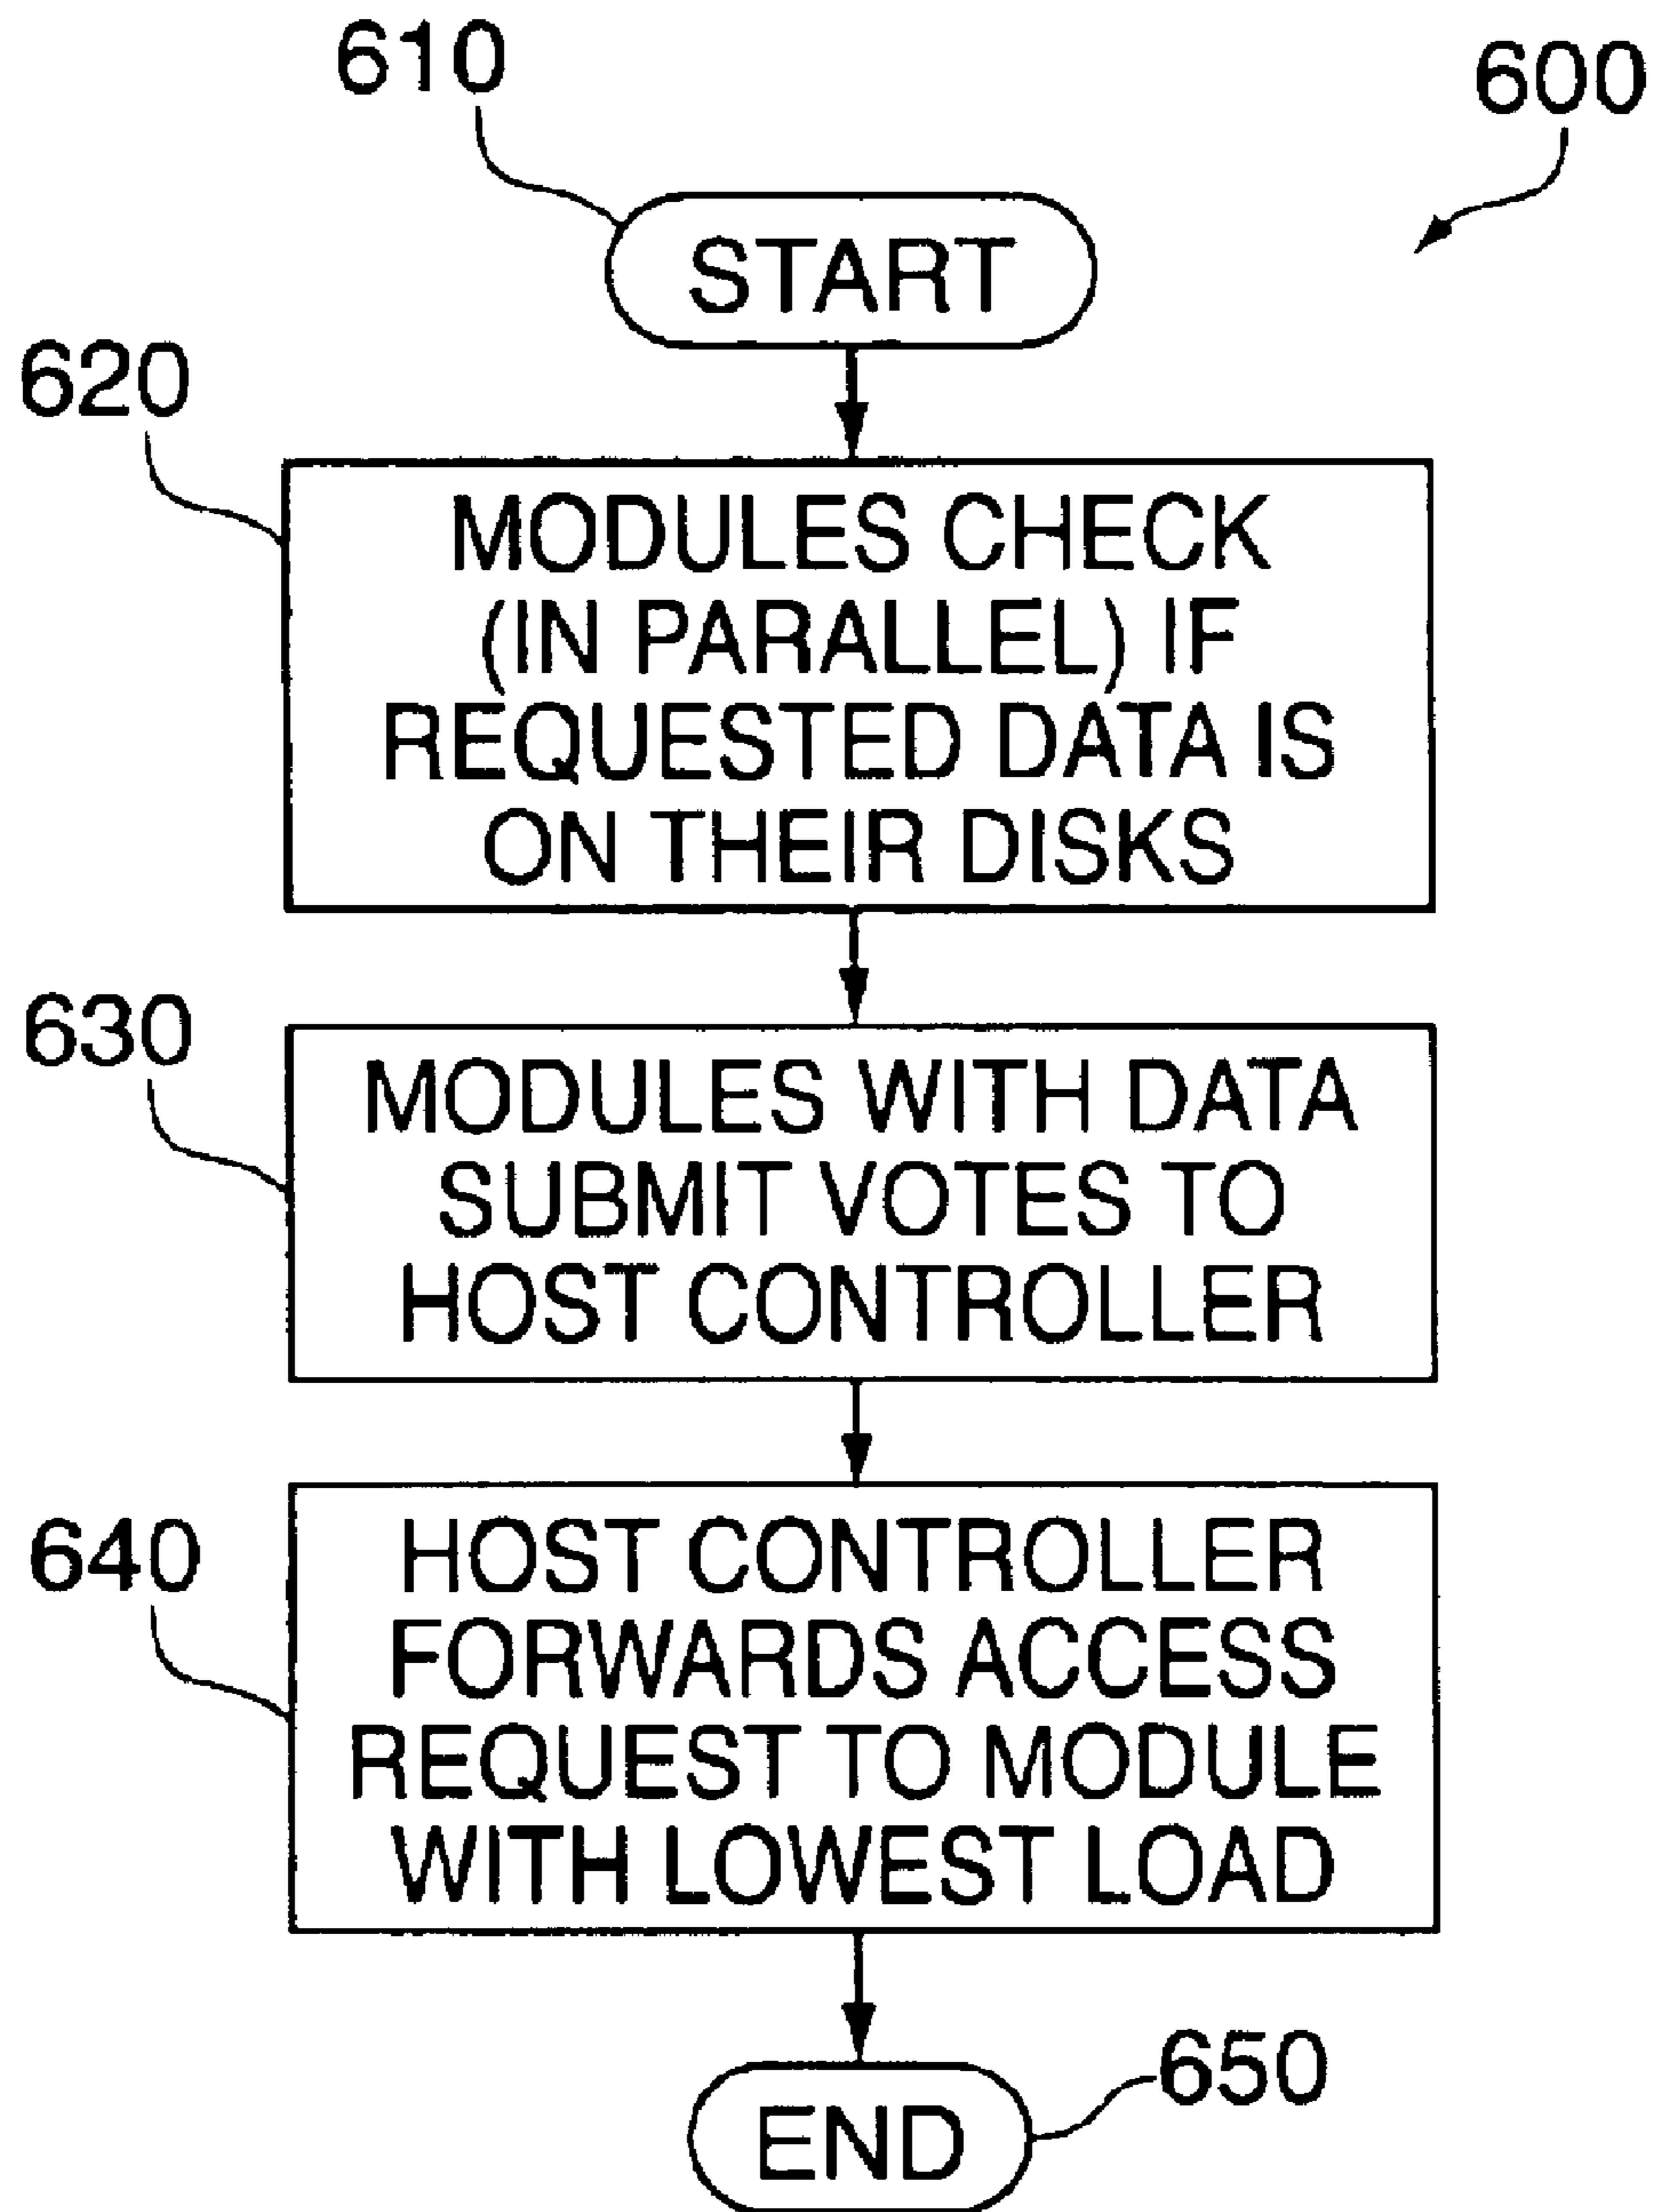 610
600
START
620
MODULES CHECK
(IN PARALLEL) IF
REQUESTED DATA IS
ON THEIR DISKS
630
MODULES WITH DATA
SUBMIT VOTES TO
HOST CONTROLLER
640
HOST CONTROLLER
FORWARDS ACCESS
REQUEST TO MODULE
WITH LOWEST LOAD
650
END